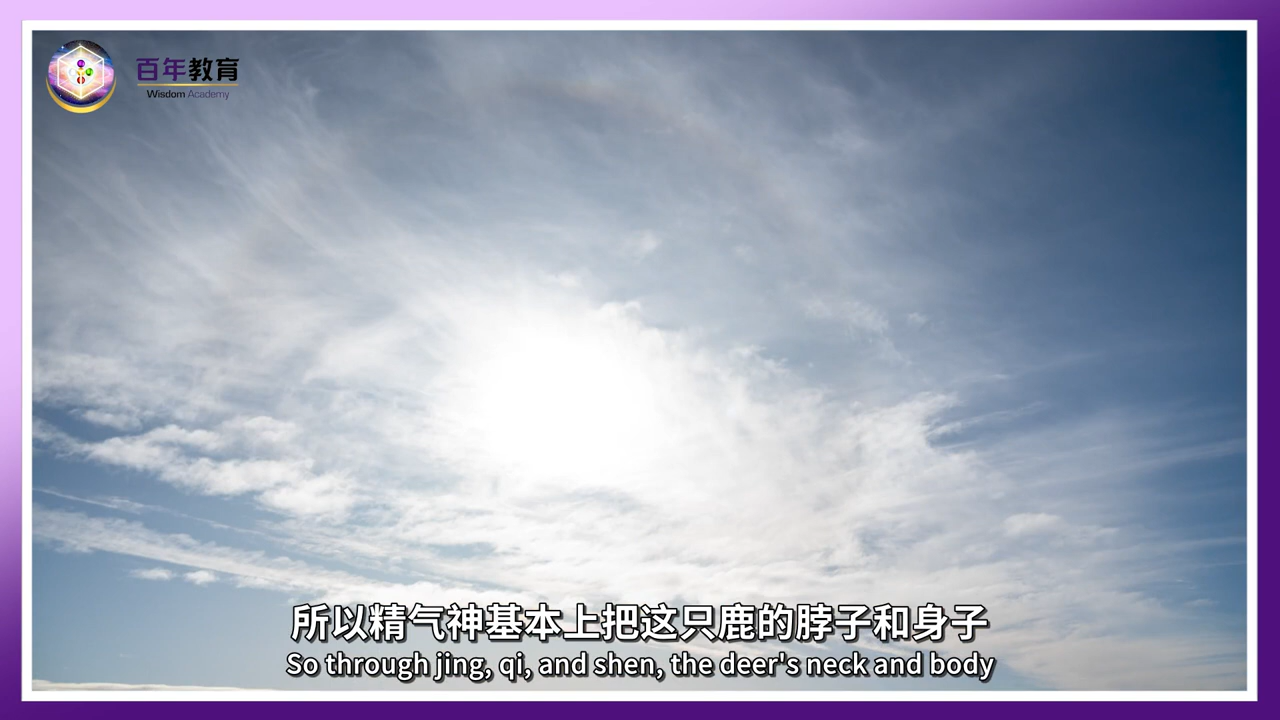 百年教育
Wisdom Academy
所以精气神基本上把这只鹿的脖子和身子
So through jing, qi, and shen, the deer's neck and body